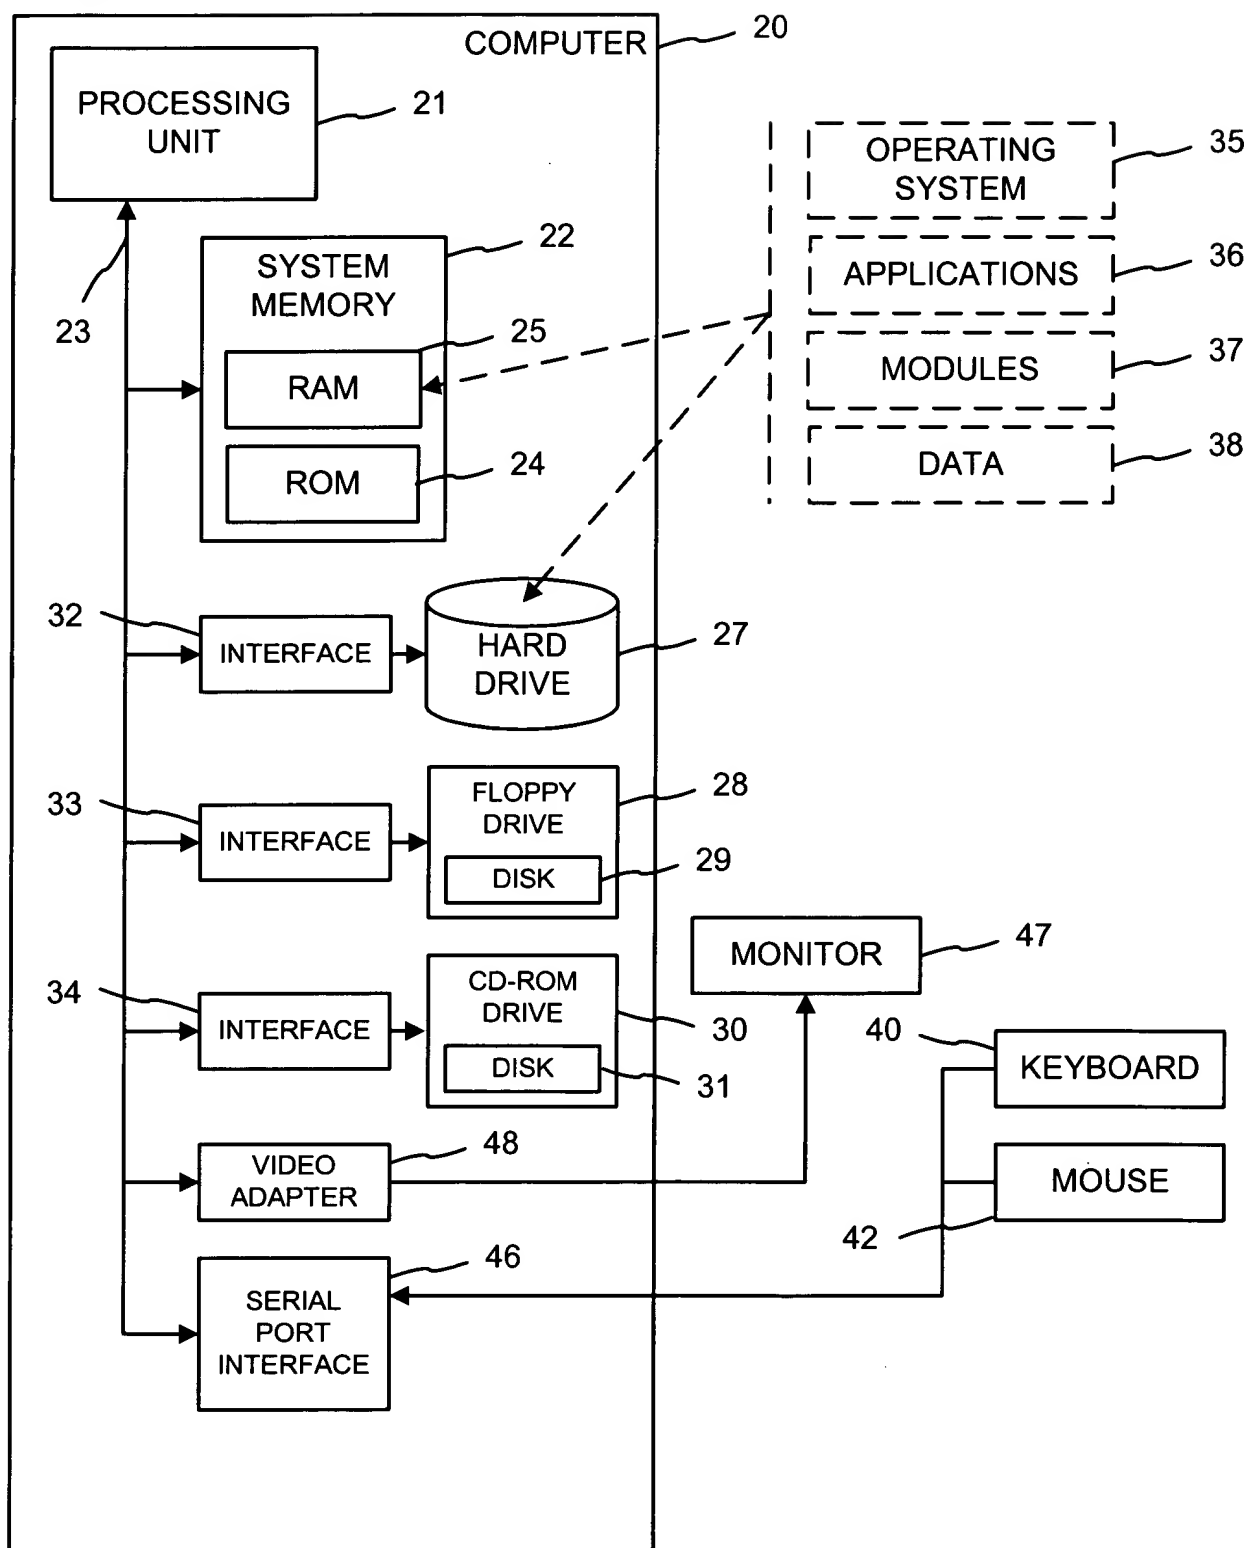 COMPUTER
20
PROCESSING
UNIT
21
23
SYSTEM
MEMORY
22
25
RAM
ROM
24
OPERATING
SYSTEM
35
APPLICATIONS
36
MODULES
37
DATA
38
32
INTERFACE
HARD
DRIVE
27
33
INTERFACE
FLOPPY
DRIVE
28
DISK
29
34
INTERFACE
CD-ROM
DRIVE
30
DISK
31
MONITOR
47
40
KEYBOARD
MOUSE
42
VIDEO
ADAPTER
48
SERIAL
PORT
INTERFACE
46